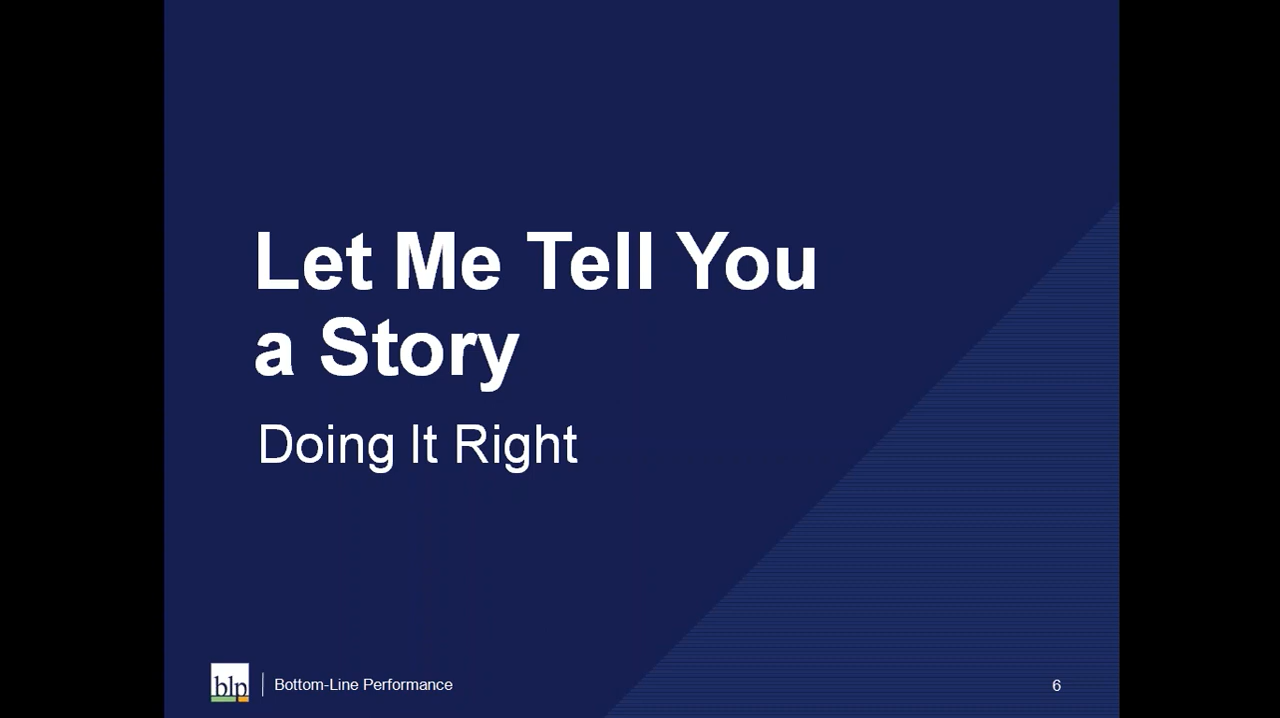 Let Me Tell You
a Story
Doing It Right
blp
Bottom-Line Performance
6